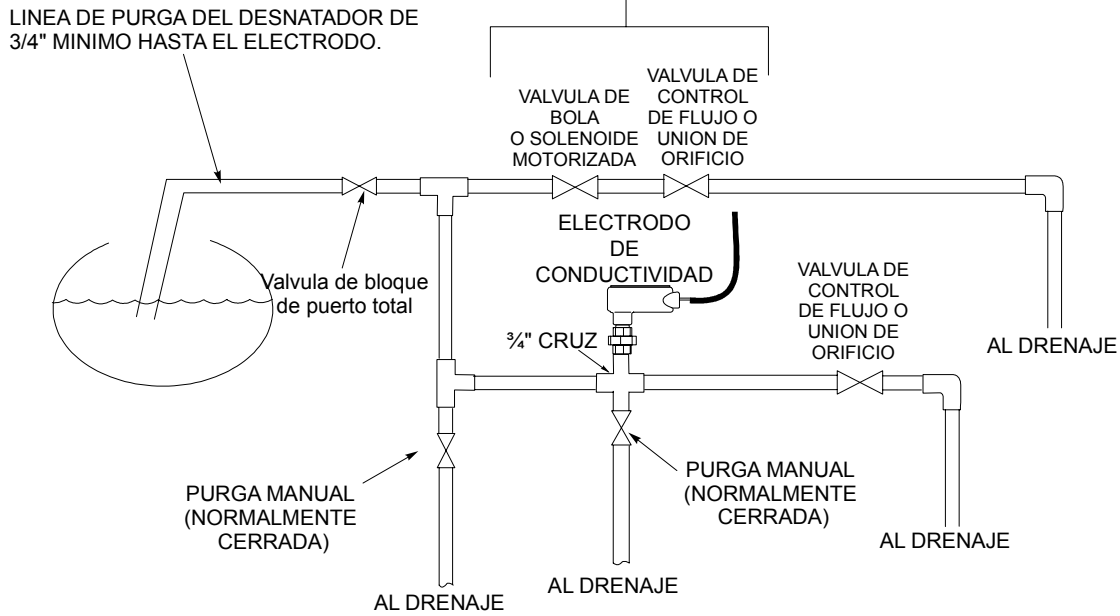 LINEA DE PURGA DEL DESNATADOR DE
3/4" MINIMO HASTA EL ELECTRODO.
VALVULA DE
BOLA
O SOLENOIDE
MOTORIZADA
VALVULA DE
CONTROL
DE FLUJO O
UNION DE
ORIFICIO
ELECTRODO
DE
CONDUCTIVIDAD
Valvula de bloque
de puerto total
VALVULA DE
CONTROL
DE FLUJO O
UNION DE
ORIFICIO
AL DRENAJE
¾" CRUZ
PURGA MANUAL
(NORMALMENTE
CERRADA)
PURGA MANUAL
(NORMALMENTE
CERRADA)
AL DRENAJE
AL DRENAJE
AL DRENAJE